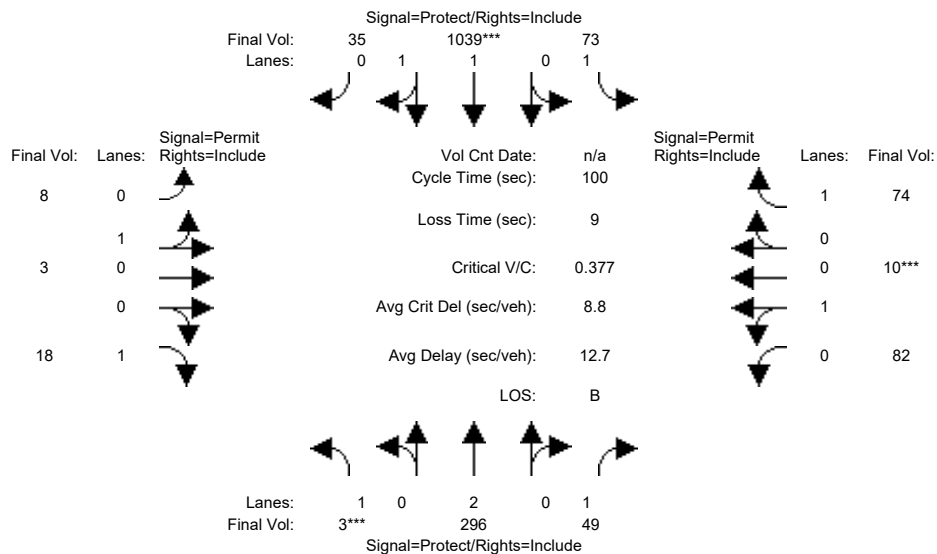 Signal=Protect/Rights=Include
Final Vol: 35 1039*** 73
Lanes: 0 1 1 0 1
Signal=Permit
Final Vol: Lanes: Rights=Include
Vol Cnt Date: n/a
Signal=Permit
Rights=Include Lanes: Final Vol:
Cycle Time (sec): 100
8 0
1 74
Loss Time (sec): 9
1
0
3 0
Critical V/C: 0.377
0 10***
0
Avg Crit Del (sec/veh): 8.8
1
18 1
Avg Delay (sec/veh): 12.7
0 82
LOS: B
Lanes: 1 0 2 0 1
Final Vol: 3*** 296 49
Signal=Protect/Rights=Include